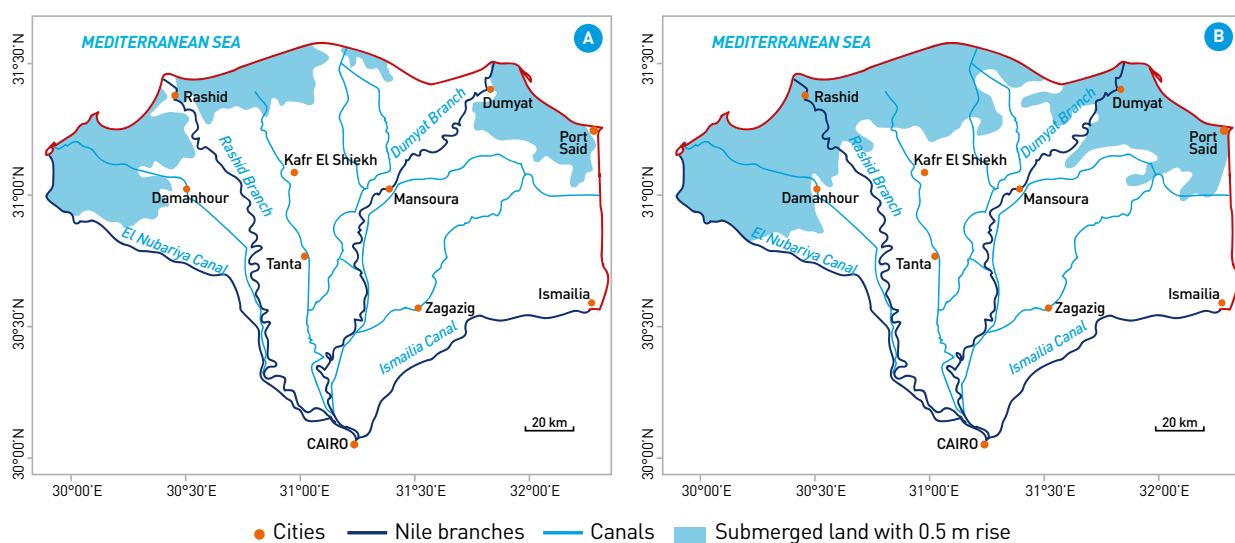 MEDITERRANEAN SEA
A
31°30'N
31°00'N
30°30'N
30°00'N
Rashid
Dumyat
Port
Said
Dumyat Branch
Rashid Branch
Kafr El Shiekh
Damanhour
Mansoura
El Nubariya Canal
Tanta
Ismailia
Zagazig
Ismailia Canal
20 km
CAIRO
30°00'E
30°30'E
31°00'E
31°30'E
32°00'E
MEDITERRANEAN SEA
B
31°30'N
31°00'N
30°30'N
30°00'N
Rashid
Dumyat
Port
Said
Dumyat Branch
Rashid Branch
Kafr El Shiekh
Damanhour
Mansoura
El Nubariya Canal
Tanta
Ismailia
Zagazig
Ismailia Canal
20 km
CAIRO
30°00'E
30°30'E
31°00'E
31°30'E
32°00'E
Cities
Nile branches
Canals
Submerged land with 0.5 m rise